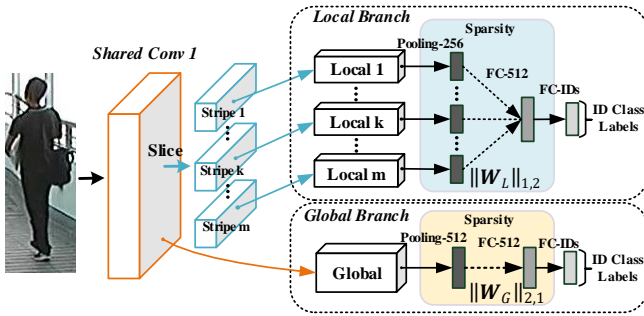 Local Branch
Shared Conv 1
Sparsity
Pooling-256
Local 1
FC-512
FC-IDs
Stripe 1
Slice
Stripe k
Local k
ID Class
Labels
Local m
‖W_L‖_{1,2}
Stripe m
Global Branch
Sparsity
Pooling-512
FC-512
FC-IDs
Global
ID Class
Labels
‖W_G‖_{2,1}